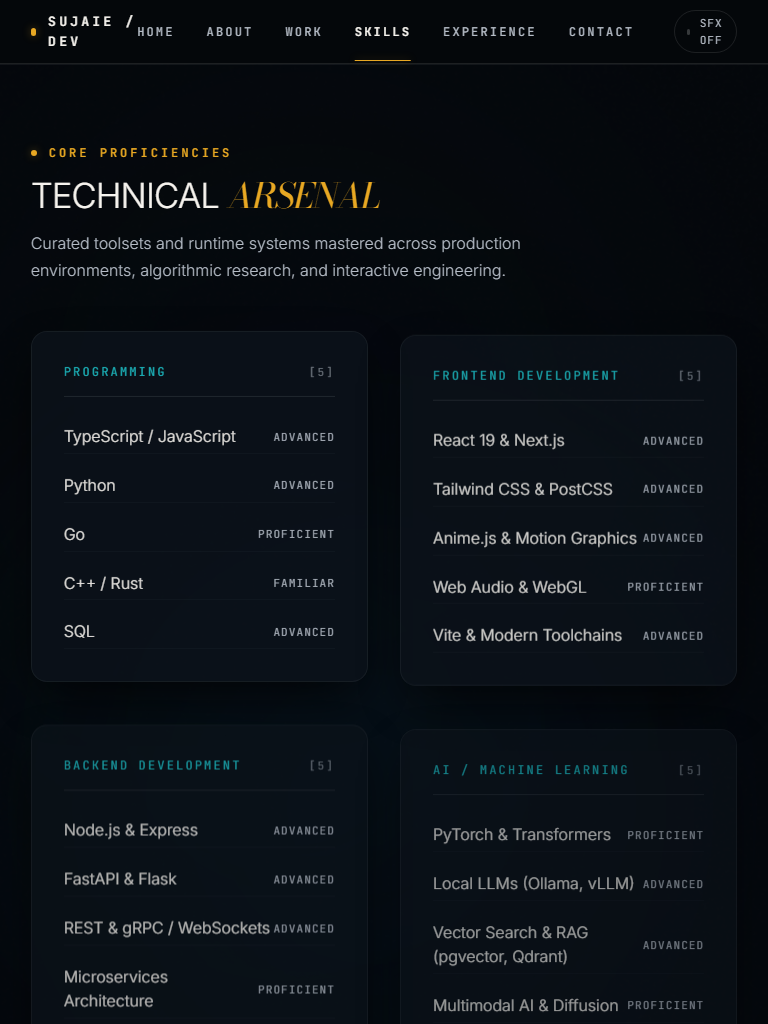 SUJAIE /
DEV
HOME ABOUT WORK SKILLS EXPERIENCE CONTACT
SFX
OFF
CORE PROFICIENCIES
TECHNICAL ARSENAL
Curated toolsets and runtime systems mastered across production
environments, algorithmic research, and interactive engineering.
PROGRAMMING [5]
TypeScript / JavaScript ADVANCED
Python ADVANCED
Go PROFICIENT
C++ / Rust FAMILIAR
SQL ADVANCED
FRONTEND DEVELOPMENT [5]
React 19 & Next.js ADVANCED
Tailwind CSS & PostCSS ADVANCED
Anime.js & Motion Graphics ADVANCED
Web Audio & WebGL PROFICIENT
Vite & Modern Toolchains ADVANCED
BACKEND DEVELOPMENT [5]
Node.js & Express ADVANCED
FastAPI & Flask ADVANCED
REST & gRPC / WebSockets ADVANCED
Microservices
Architecture PROFICIENT
AI / MACHINE LEARNING [5]
PyTorch & Transformers PROFICIENT
Local LLMs (Ollama, vLLM) ADVANCED
Vector Search & RAG
(pgvector, Qdrant) ADVANCED
Multimodal AI & Diffusion PROFICIENT